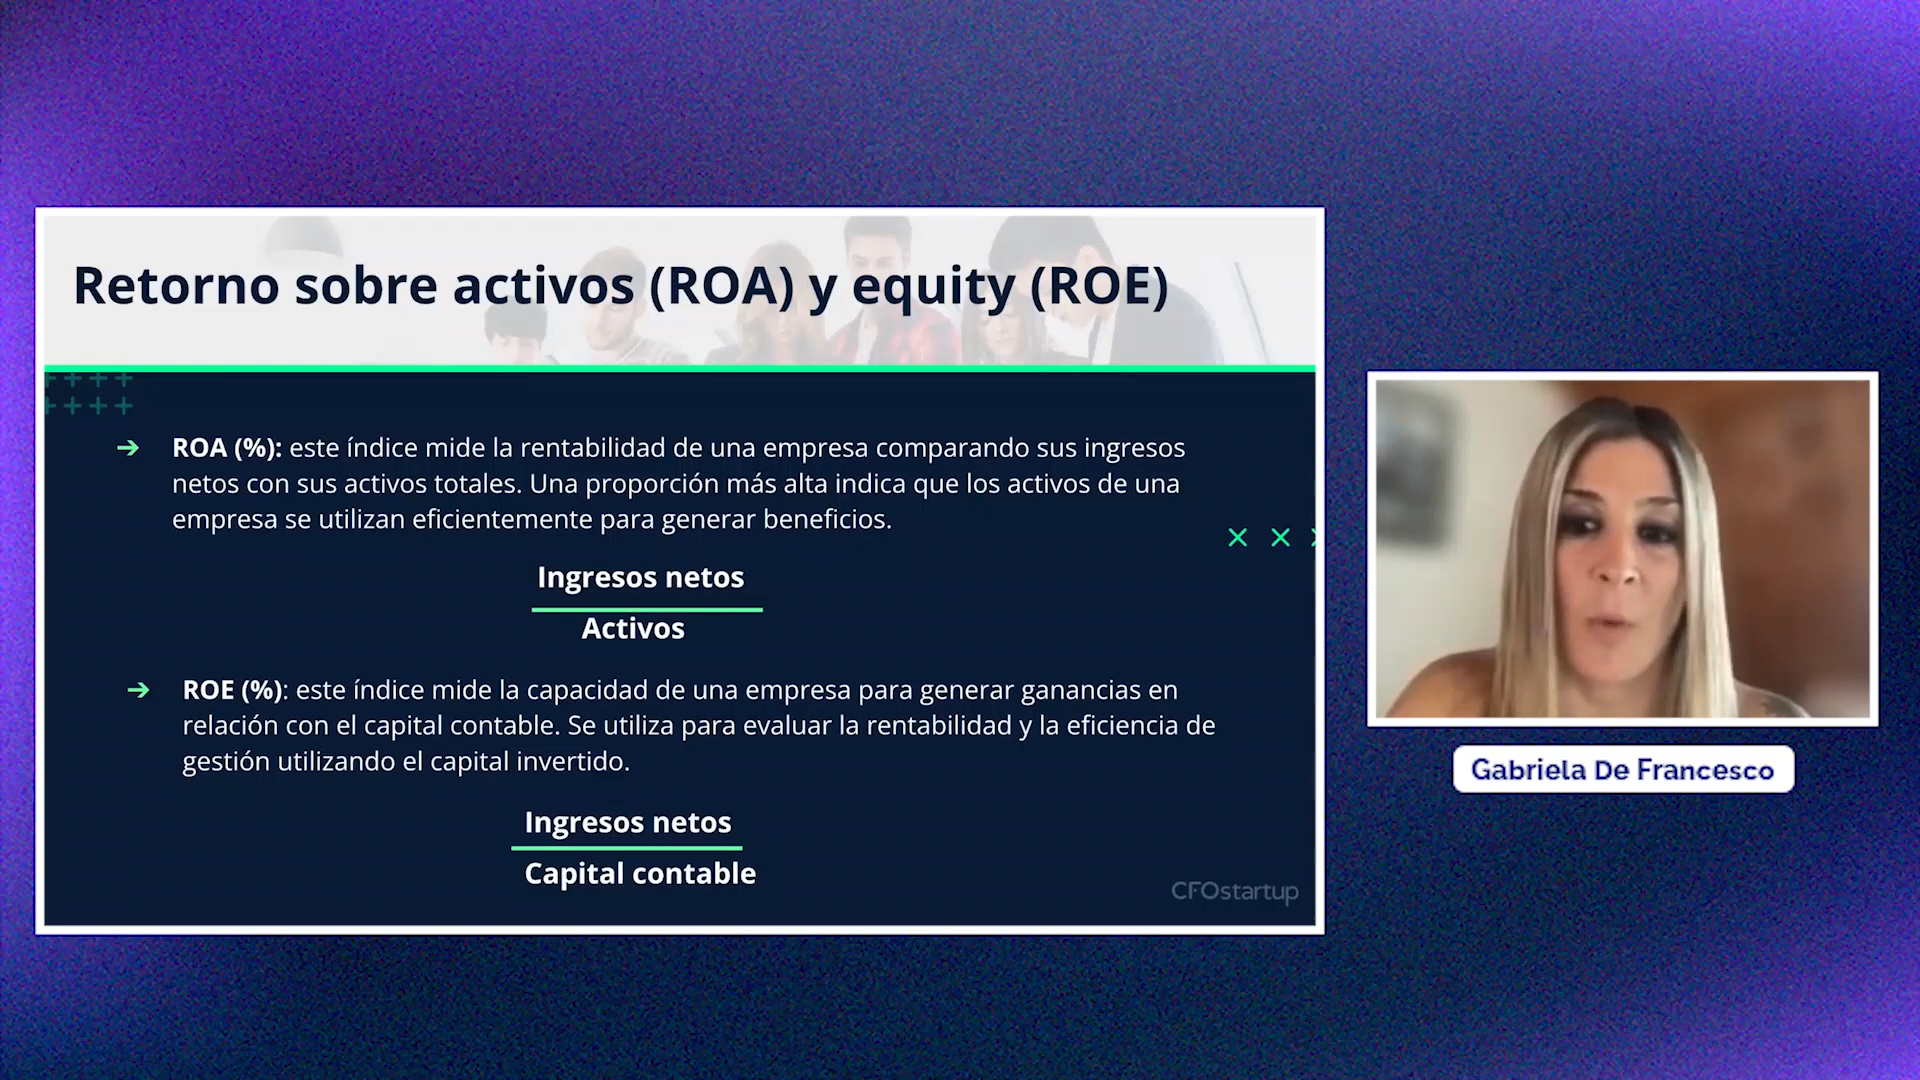 Retorno sobre activos (ROA) y equity (ROE)
➔ ROA (%): este índice mide la rentabilidad de una empresa comparando sus ingresos
netos con sus activos totales. Una proporción más alta indica que los activos de una
empresa se utilizan eficientemente para generar beneficios.
Ingresos netos
Activos
➔ ROE (%): este índice mide la capacidad de una empresa para generar ganancias en
relación con el capital contable. Se utiliza para evaluar la rentabilidad y la eficiencia de
gestión utilizando el capital invertido.
Ingresos netos
Capital contable
CFOstartup
Gabriela De Francesco